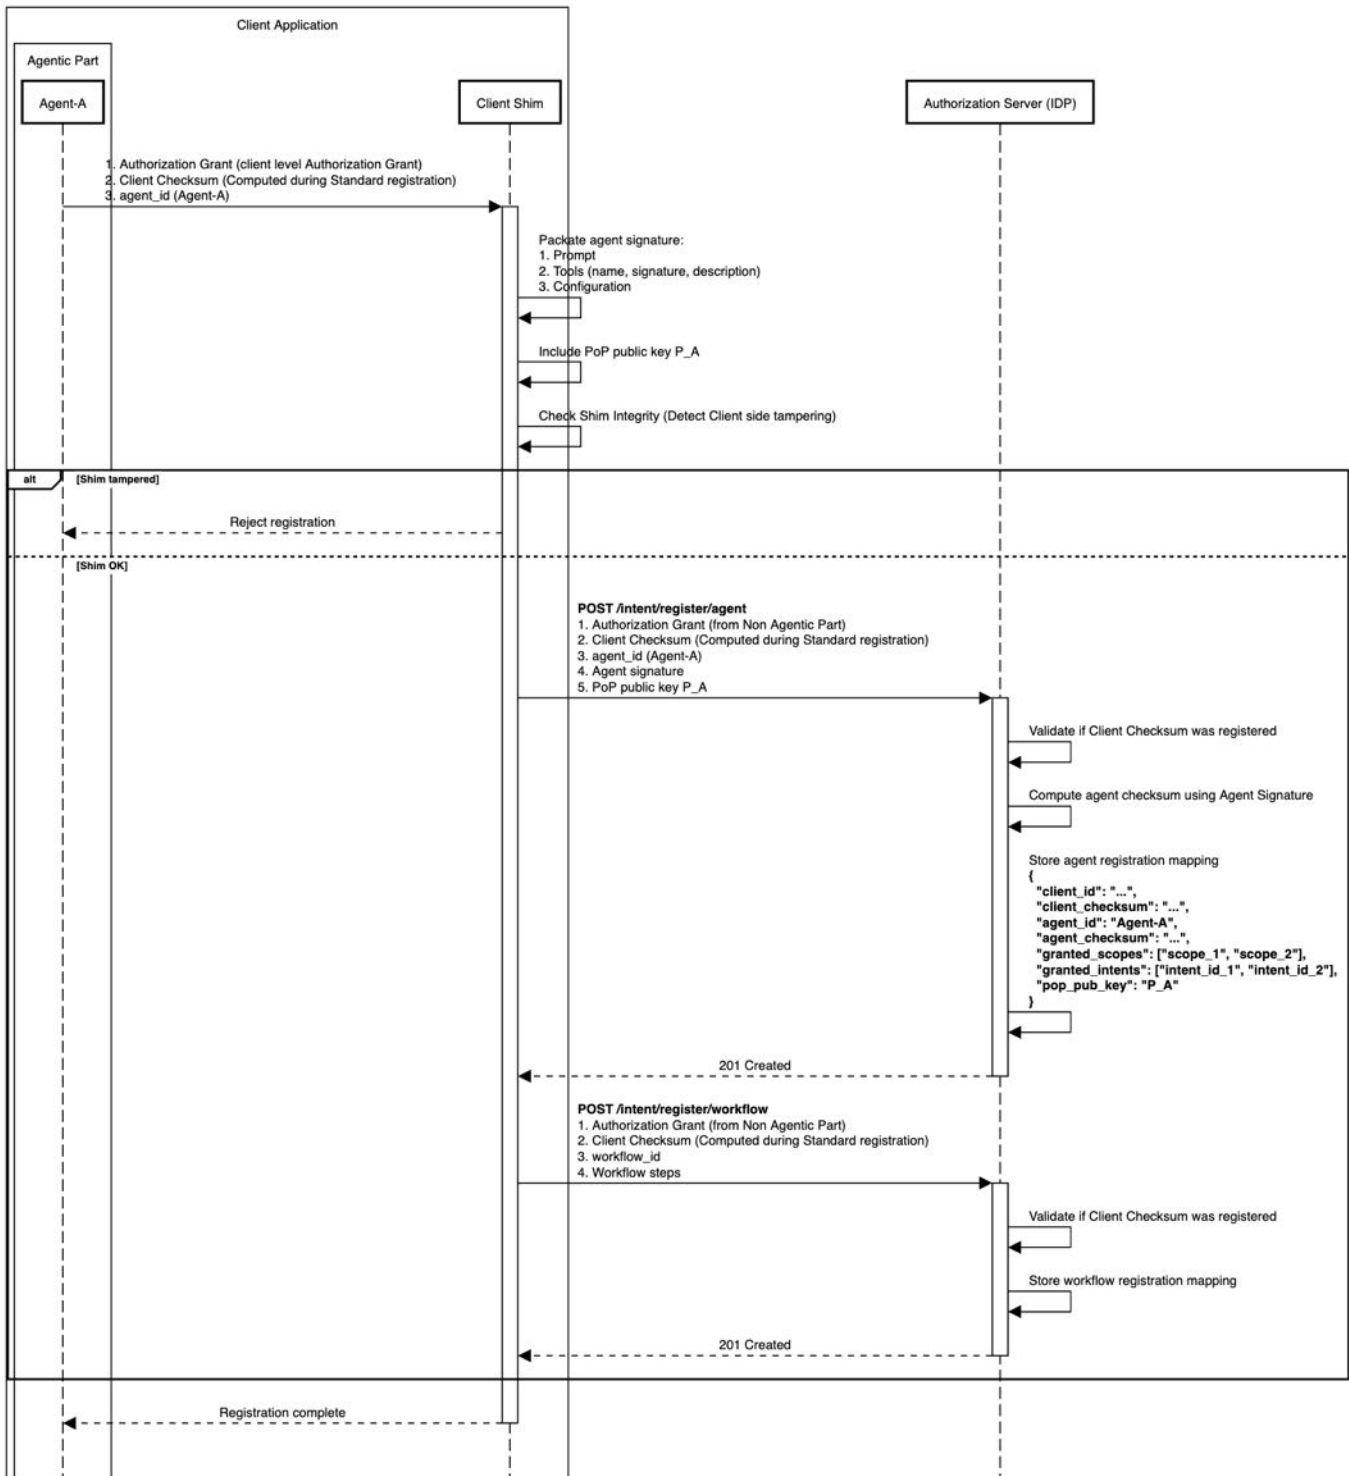 Client Application
Agentic Part
Agent-A
Client Shim
Authorization Server (IDP)
1. Authorization Grant (client level Authorization Grant)
2. Client Checksum (Computed during Standard registration)
3. agent_id (Agent-A)
Packate agent signature:
1. Prompt
2. Tools (name, signature, description)
3. Configuration
Include PoP public key P_A
Check Shim Integrity (Detect Client side tampering)
alt
[Shim tampered]
Reject registration
[Shim OK]
POST /intent/register/agent
1. Authorization Grant (from Non Agentic Part)
2. Client Checksum (Computed during Standard registration)
3. agent_id (Agent-A)
4. Agent signature
5. PoP public key P_A
Validate if Client Checksum was registered
Compute agent checksum using Agent Signature
Store agent registration mapping
{
"client_id": "...",
"client_checksum": "...",
"agent_id": "Agent-A",
"agent_checksum": "...",
"granted_scopes": ["scope_1", "scope_2"],
"granted_intents": ["intent_id_1", "intent_id_2"],
"pop_pub_key": "P_A"
}
201 Created
POST /intent/register/workflow
1. Authorization Grant (from Non Agentic Part)
2. Client Checksum (Computed during Standard registration)
3. workflow_id
4. Workflow steps
Validate if Client Checksum was registered
Store workflow registration mapping
201 Created
Registration complete